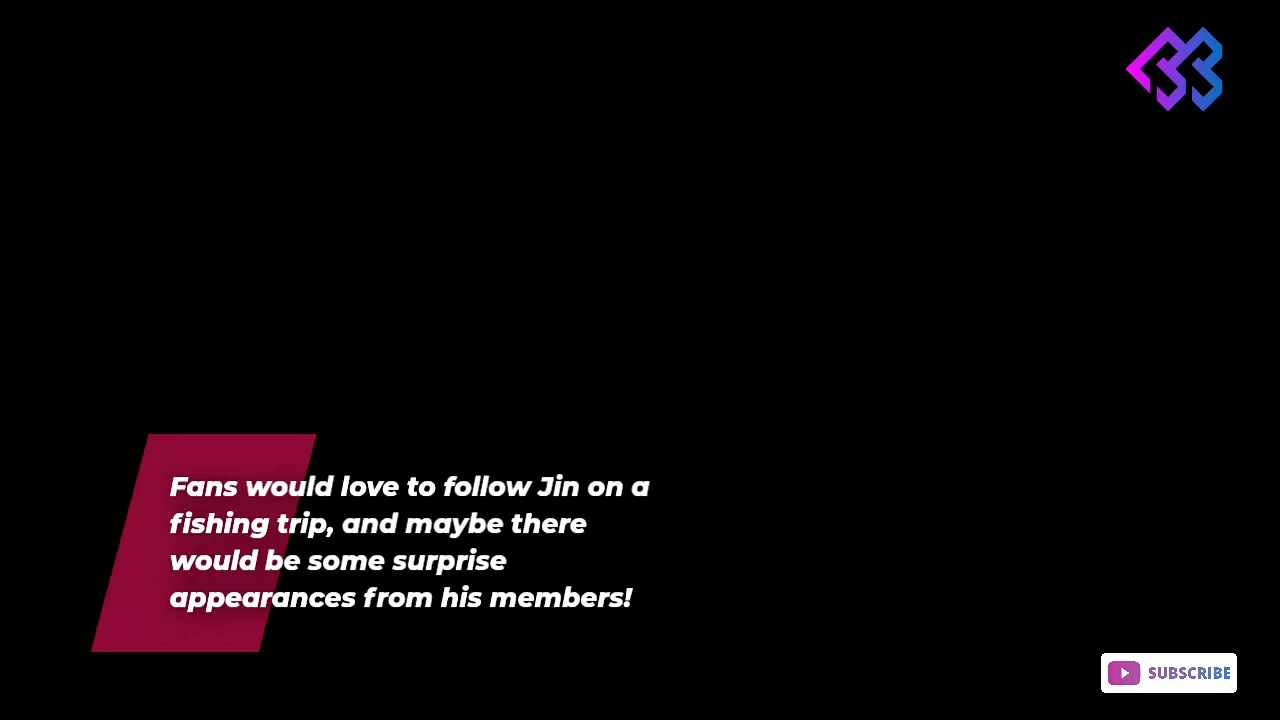 Fans would love to follow Jin on a
fishing trip, and maybe there
would be some surprise
appearances from his members!
SUBSCRIBE